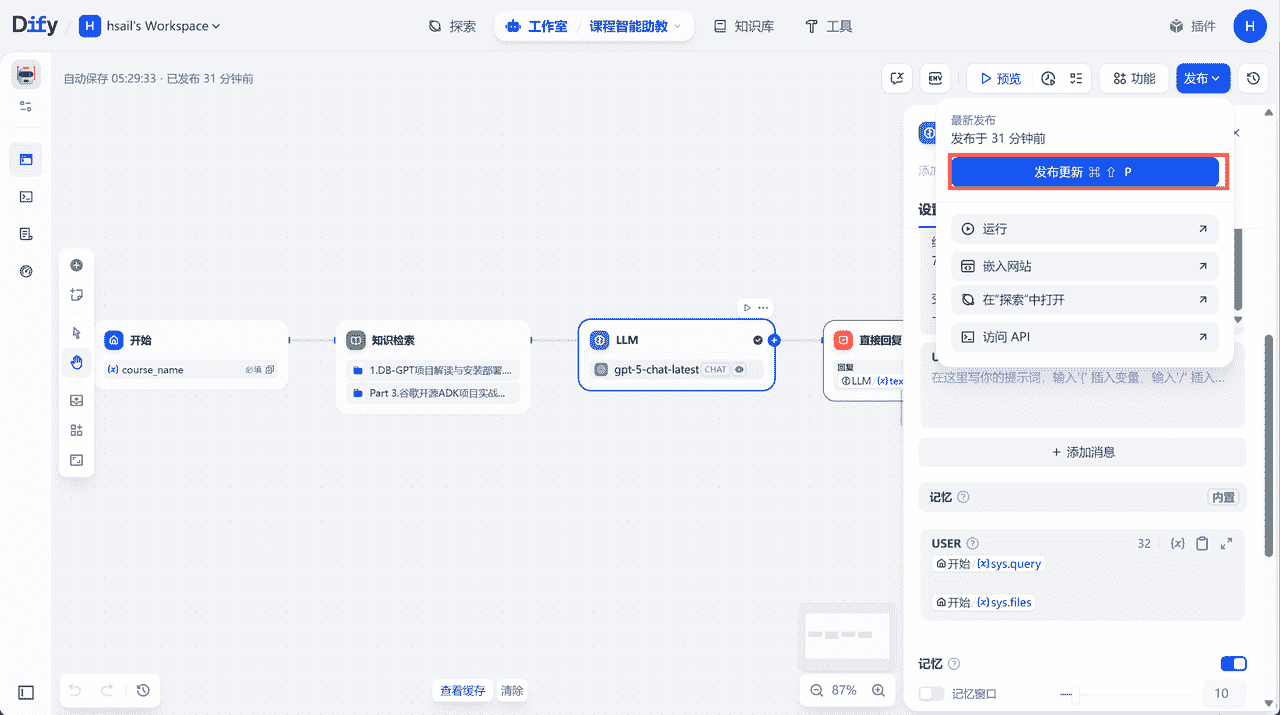 Dify / H hsail's Workspace
探索
工作室 / 课程智能助教
知识库
工具
插件
H
自动保存 05:29:33 · 已发布 31 分钟前
ENV
预览
功能
发布
最新发布
发布于 31 分钟前
发布更新 ⌘ ⇧ P
运行
嵌入网站
在"探索"中打开
访问 API
开始
{x} course_name 必填
知识检索
1.DB-GPT项目解读与安装部署....
Part 3.谷歌开源ADK项目实战...
LLM
gpt-5-chat-latest CHAT
直接回复
回复
LLM {x} tex
在这里写你的提示词，输入'{' 插入变量、输入'/' 插入...
+ 添加消息
记忆 内置
USER 32 {x}
开始 / {x} sys.query
开始 / {x} sys.files
记忆
记忆窗口 10
查看缓存 清除
87%